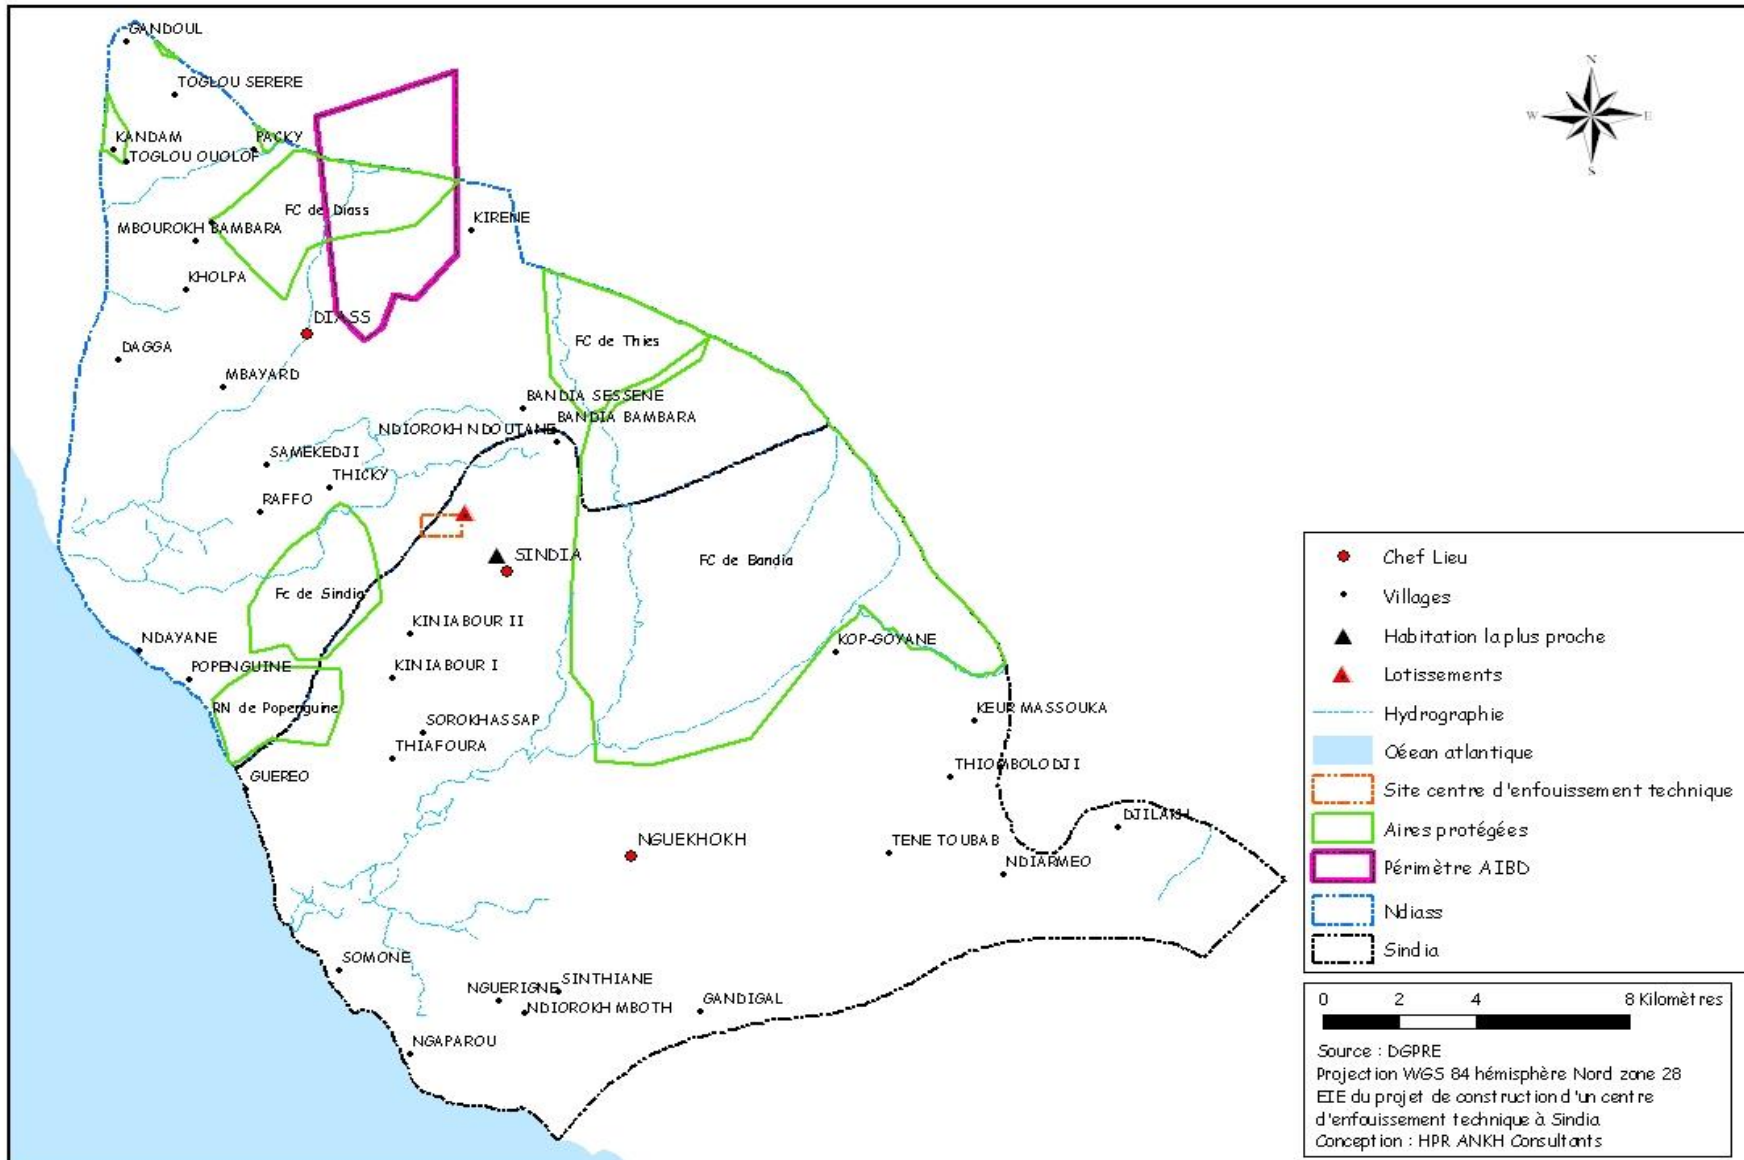 GANDOUL
TOGLOU SERERE
KANDAM
PACKY
TOGLOU OUOLOF
FC de Diass
MBOUROKH BAMBARA
KIRENE
KHOLPA
DIASS
DAGGA
FC de Thies
MBAYARD
BANDIA SESSENE
BANDIA BAMBARA
NDIOROKH NDOUTANE
SAMEKEDJI
THICKY
RAFFO
SINDIA
FC de Bandia
Fc de Sindia
KINIABOUR II
NDAYANE
KOP-GOYANE
POPENGUINE
KINIABOUR I
RN de Popenguine
SOROKHASSAP
KEUR MASSOUKA
THIAFOURA
GUEREO
THIOMBOLODJI
DJILAKH
NGUEKHOKH
TENE TOUBAB
NDIARMEO
SOMONE
NGUERIGNE
SINTHIANE
NDIOROKH MBOTH
GANDIGAL
NGAPAROU
N
W E
S
Chef Lieu
Villages
Habitation la plus proche
Lotissements
Hydrographie
Oéean atlantique
Site centre d'enfouissement technique
Aires protégées
Périmètre AIBD
Ndiass
Sindia
0 2 4 8 Kilomètres
Source : DGPRE
Projection WGS 84 hémisphère Nord zone 28
EIE du projet de construction d'un centre
d'enfouissement technique à Sindia
Conception : HPR ANKH Consultants